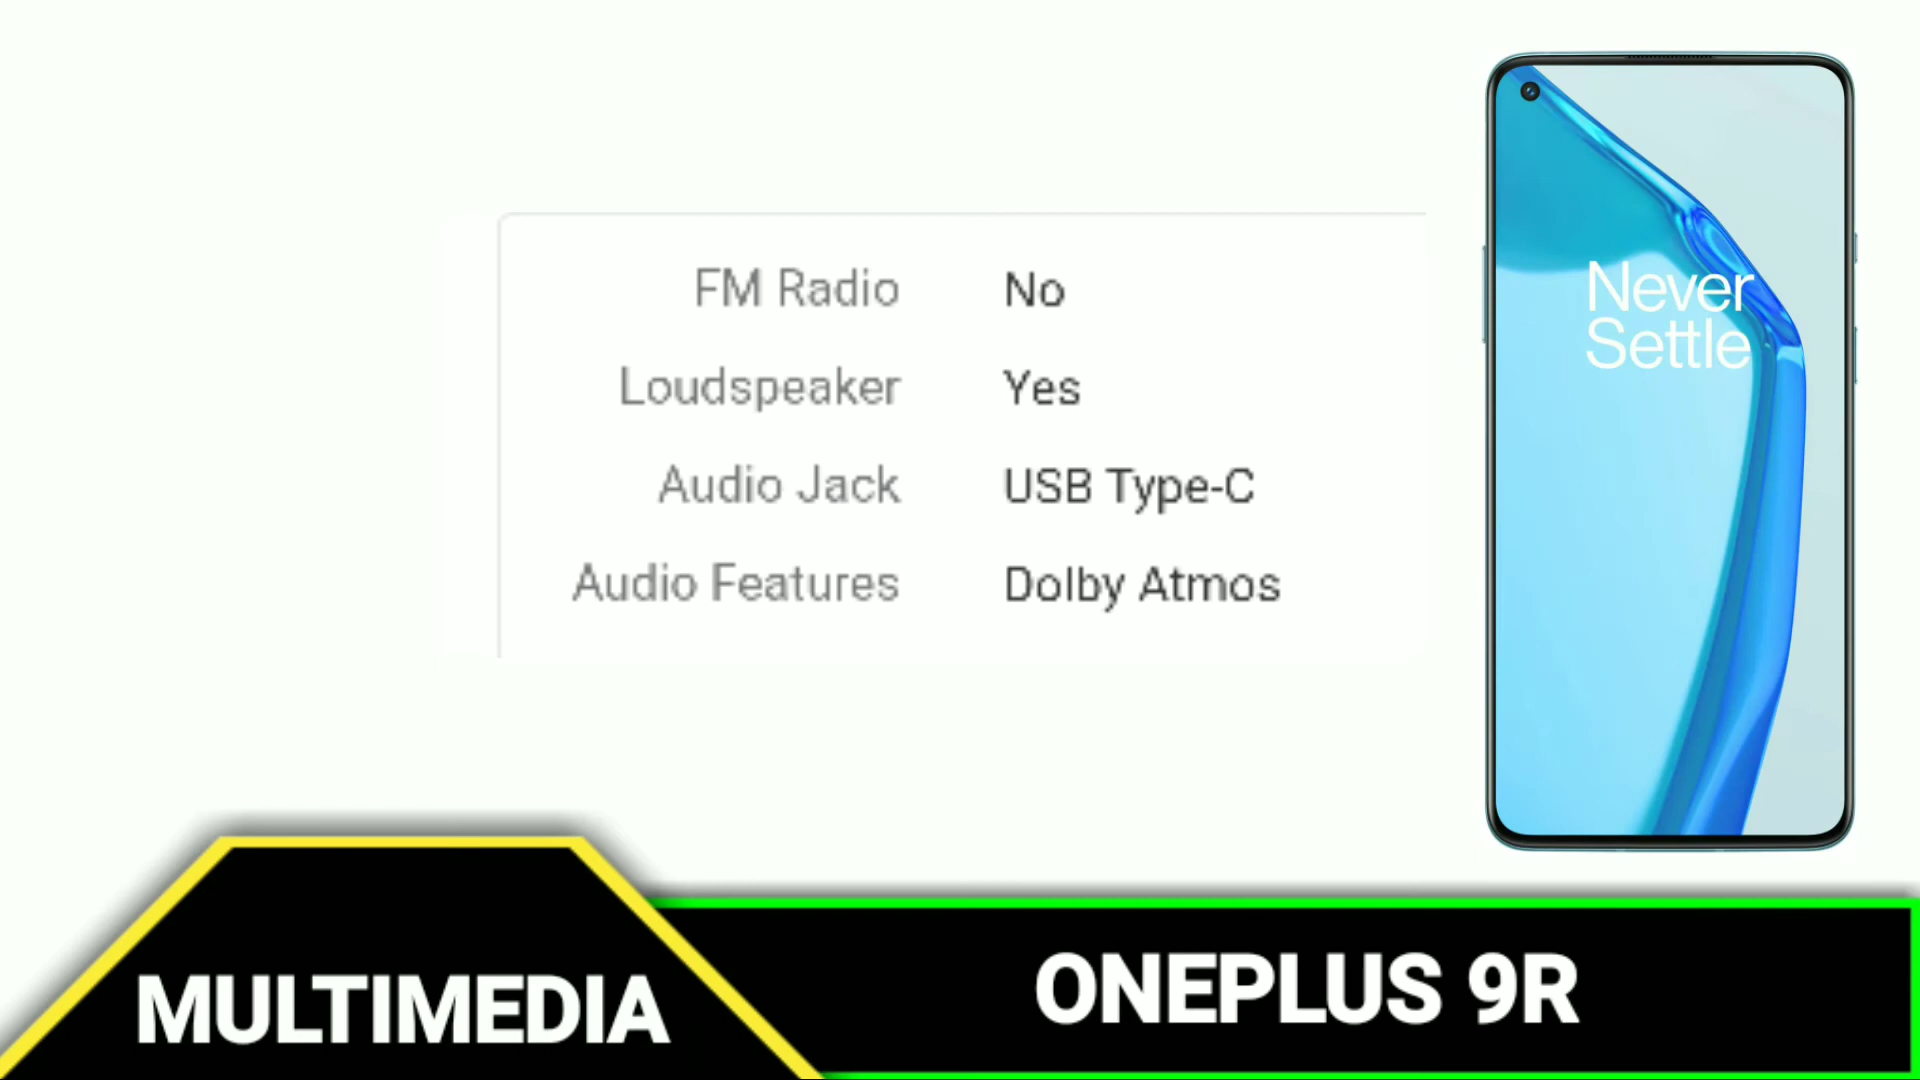 FM Radio No
Loudspeaker Yes
Audio Jack USB Type-C
Audio Features Dolby Atmos
Never
Settle
MULTIMEDIA
ONEPLUS 9R